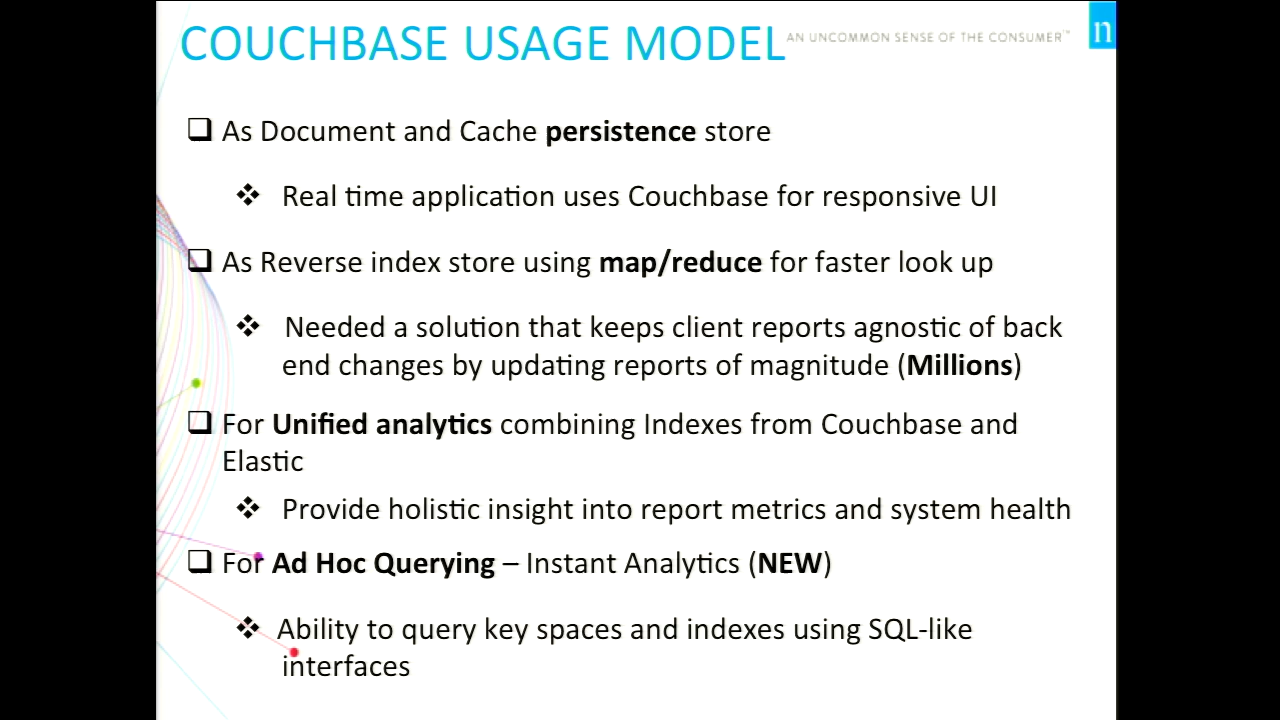 COUCHBASE USAGE MODEL
AN UNCOMMON SENSE OF THE CONSUMER™
n
❑ As Document and Cache persistence store
❖ Real time application uses Couchbase for responsive UI
❑ As Reverse index store using map/reduce for faster look up
❖ Needed a solution that keeps client reports agnostic of back
end changes by updating reports of magnitude (Millions)
❑ For Unified analytics combining Indexes from Couchbase and
Elastic
❖ Provide holistic insight into report metrics and system health
❑ For Ad Hoc Querying – Instant Analytics (NEW)
❖ Ability to query key spaces and indexes using SQL-like
interfaces